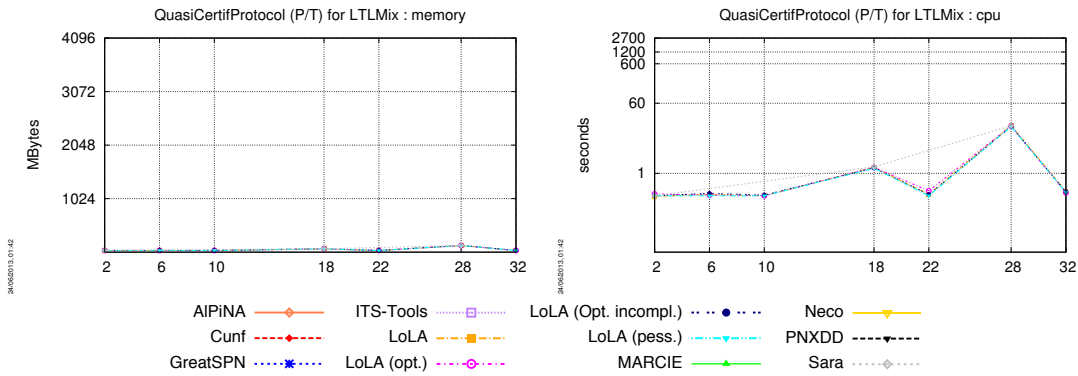 QuasiCertifProtocol (P/T) for LTLMix : memory
4096
3072
2048
1024
MBytes
2 6 10 18 22 28 32
24/06/2013, 01:42
QuasiCertifProtocol (P/T) for LTLMix : cpu
2700
1200
600
60
1
seconds
2 6 10 18 22 28 32
24/06/2013, 01:42
AlPiNA ITS-Tools LoLA (Opt. incompl.) Neco
Cunf LoLA LoLA (pess.) PNXDD
GreatSPN LoLA (opt.) MARCIE Sara